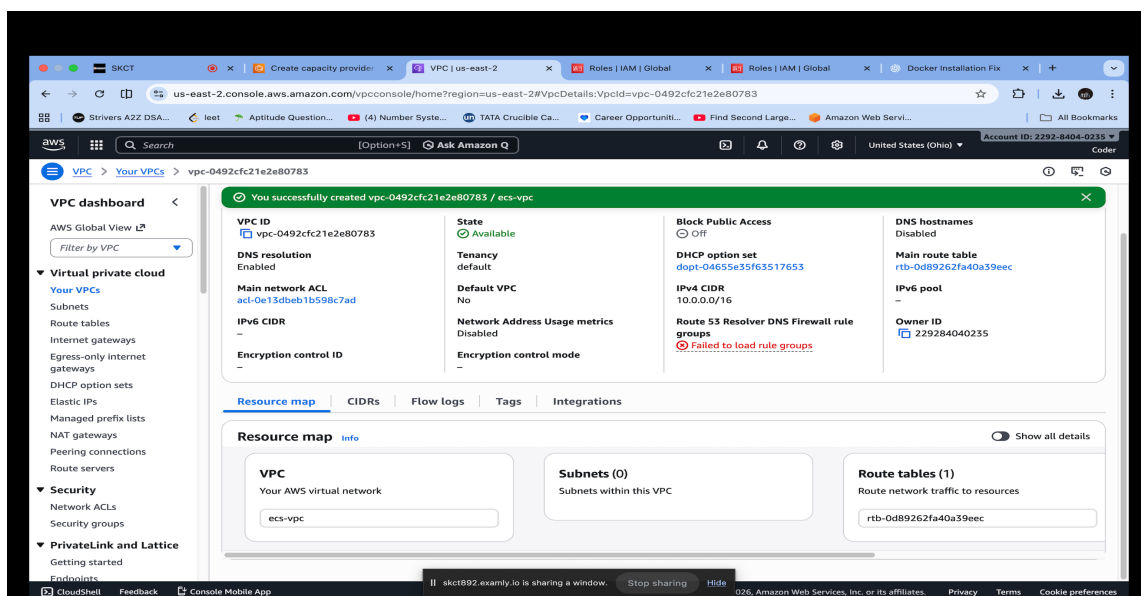 SKCT
Create capacity provider
VPC | us-east-2
Roles | IAM | Global
Roles | IAM | Global
Docker Installation Fix
us-east-2.console.aws.amazon.com/vpcconsole/home?region=us-east-2#VpcDetails:VpcId=vpc-0492cfc21e2e80783
Strivers A2Z DSA...
leet
Aptitude Question...
(4) Number Syste...
TATA Crucible Ca...
Career Opportuniti...
Find Second Large...
Amazon Web Servi...
All Bookmarks
aws
Search
[Option+S]
Ask Amazon Q
United States (Ohio)
Account ID: 2292-8404-0235
Coder
VPC > Your VPCs > vpc-0492cfc21e2e80783
VPC dashboard
AWS Global View
Filter by VPC
Virtual private cloud
Your VPCs
Subnets
Route tables
Internet gateways
Egress-only internet
gateways
DHCP option sets
Elastic IPs
Managed prefix lists
NAT gateways
Peering connections
Route servers
Security
Network ACLs
Security groups
PrivateLink and Lattice
Getting started
Endpoints
You successfully created vpc-0492cfc21e2e80783 / ecs-vpc
VPC ID
vpc-0492cfc21e2e80783
State
Available
Block Public Access
Off
DNS hostnames
Disabled
DNS resolution
Enabled
Tenancy
default
DHCP option set
dopt-04655e35f63517653
Main route table
rtb-0d89262fa40a39eec
Main network ACL
acl-0e13dbeb1b598c7ad
Default VPC
No
IPv4 CIDR
10.0.0.0/16
IPv6 pool
–
IPv6 CIDR
–
Network Address Usage metrics
Disabled
Route 53 Resolver DNS Firewall rule
groups
Failed to load rule groups
Owner ID
229284040235
Encryption control ID
–
Encryption control mode
–
Resource map
CIDRs
Flow logs
Tags
Integrations
Resource map Info
Show all details
VPC
Your AWS virtual network
ecs-vpc
Subnets (0)
Subnets within this VPC
Route tables (1)
Route network traffic to resources
rtb-0d89262fa40a39eec
skct892.examly.io is sharing a window.
Stop sharing
Hide
CloudShell
Feedback
Console Mobile App
026, Amazon Web Services, Inc. or its affiliates.
Privacy
Terms
Cookie preferences